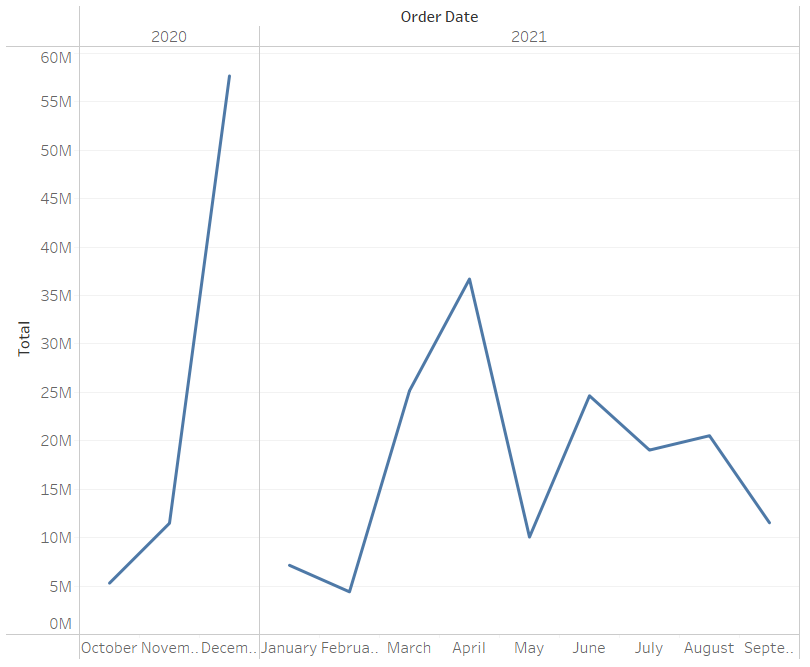 Order Date
2020 2021
60M
55M
50M
45M
40M
35M
30M
25M
20M
15M
10M
5M
0M
Total
October Novem.. Decem.. January Februa.. March April May June July August Septe..